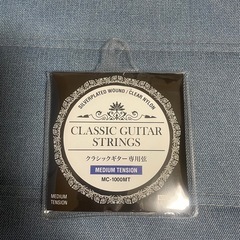 SILVERPLATED WOUND / CLEAR NYLON
CLASSIC GUITAR
STRINGS
クラシックギター専用弦
MEDIUM TENSION
MC-1000MT
MEDIUM
TENSION